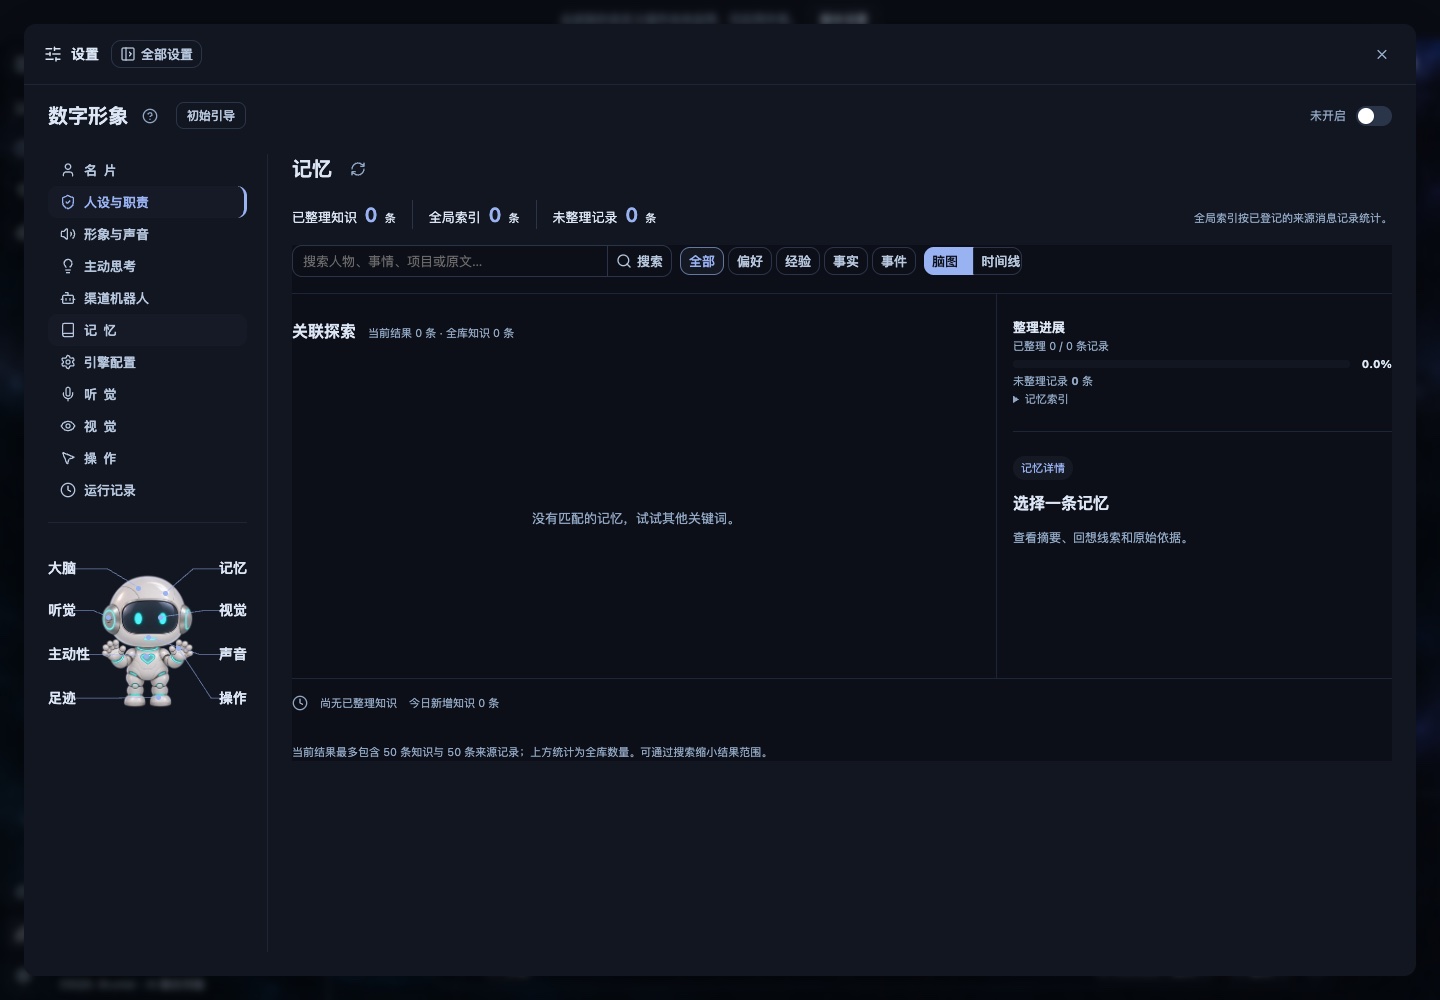 设置 全部设置
数字形象 初始引导 未开启
名 片
人设与职责
形象与声音
主动思考
渠道机器人
记 忆
引擎配置
听 觉
视 觉
操 作
运行记录
大脑 记忆
听觉 视觉
主动性 声音
足迹 操作
记忆
已整理知识 0 条 全局索引 0 条 未整理记录 0 条 全局索引按已登记的来源消息记录统计。
搜索人物、事情、项目或原文... 搜索 全部 偏好 经验 事实 事件 脑图 时间线
关联探索 当前结果 0 条 · 全库知识 0 条
没有匹配的记忆，试试其他关键词。
整理进展
已整理 0 / 0 条记录
0.0%
未整理记录 0 条
记忆索引
记忆详情
选择一条记忆
查看摘要、回想线索和原始依据。
尚无已整理知识 今日新增知识 0 条
当前结果最多包含 50 条知识与 50 条来源记录；上方统计为全库数量。可通过搜索缩小结果范围。